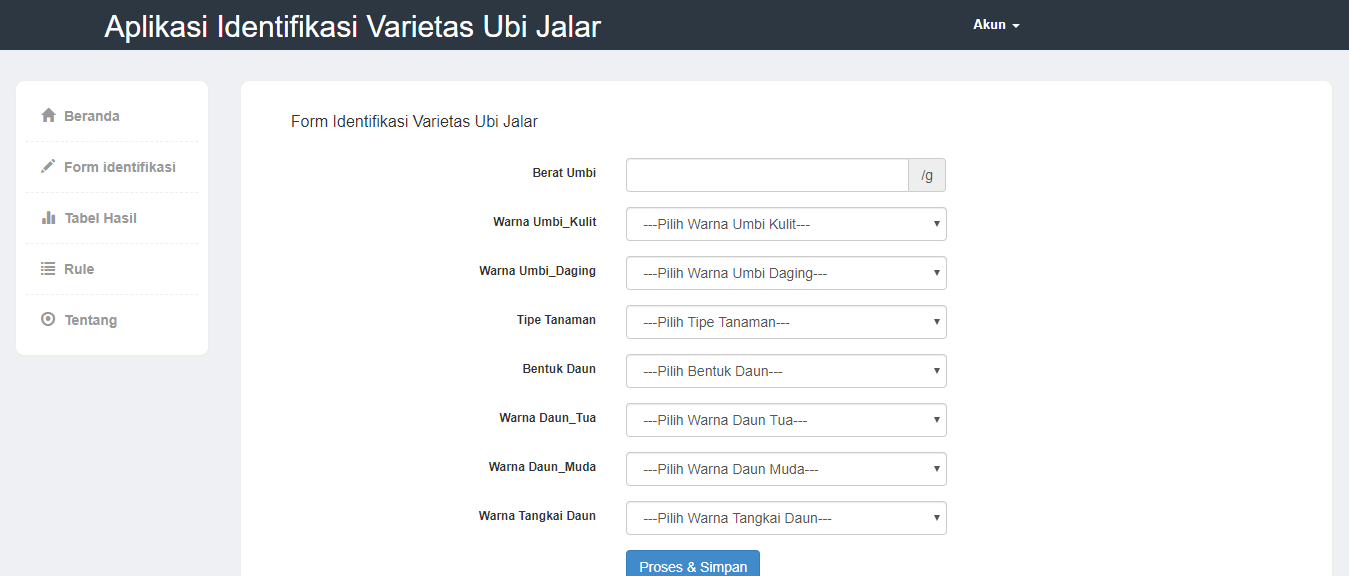 Aplikasi Identifikasi Varietas Ubi Jalar
Akun
Beranda
Form identifikasi
Tabel Hasil
Rule
Tentang
Form Identifikasi Varietas Ubi Jalar
Berat Umbi /g
Warna Umbi_Kulit ---Pilih Warna Umbi Kulit---
Warna Umbi_Daging ---Pilih Warna Umbi Daging---
Tipe Tanaman ---Pilih Tipe Tanaman---
Bentuk Daun ---Pilih Bentuk Daun---
Warna Daun_Tua ---Pilih Warna Daun Tua---
Warna Daun_Muda ---Pilih Warna Daun Muda---
Warna Tangkai Daun ---Pilih Warna Tangkai Daun---
Proses & Simpan